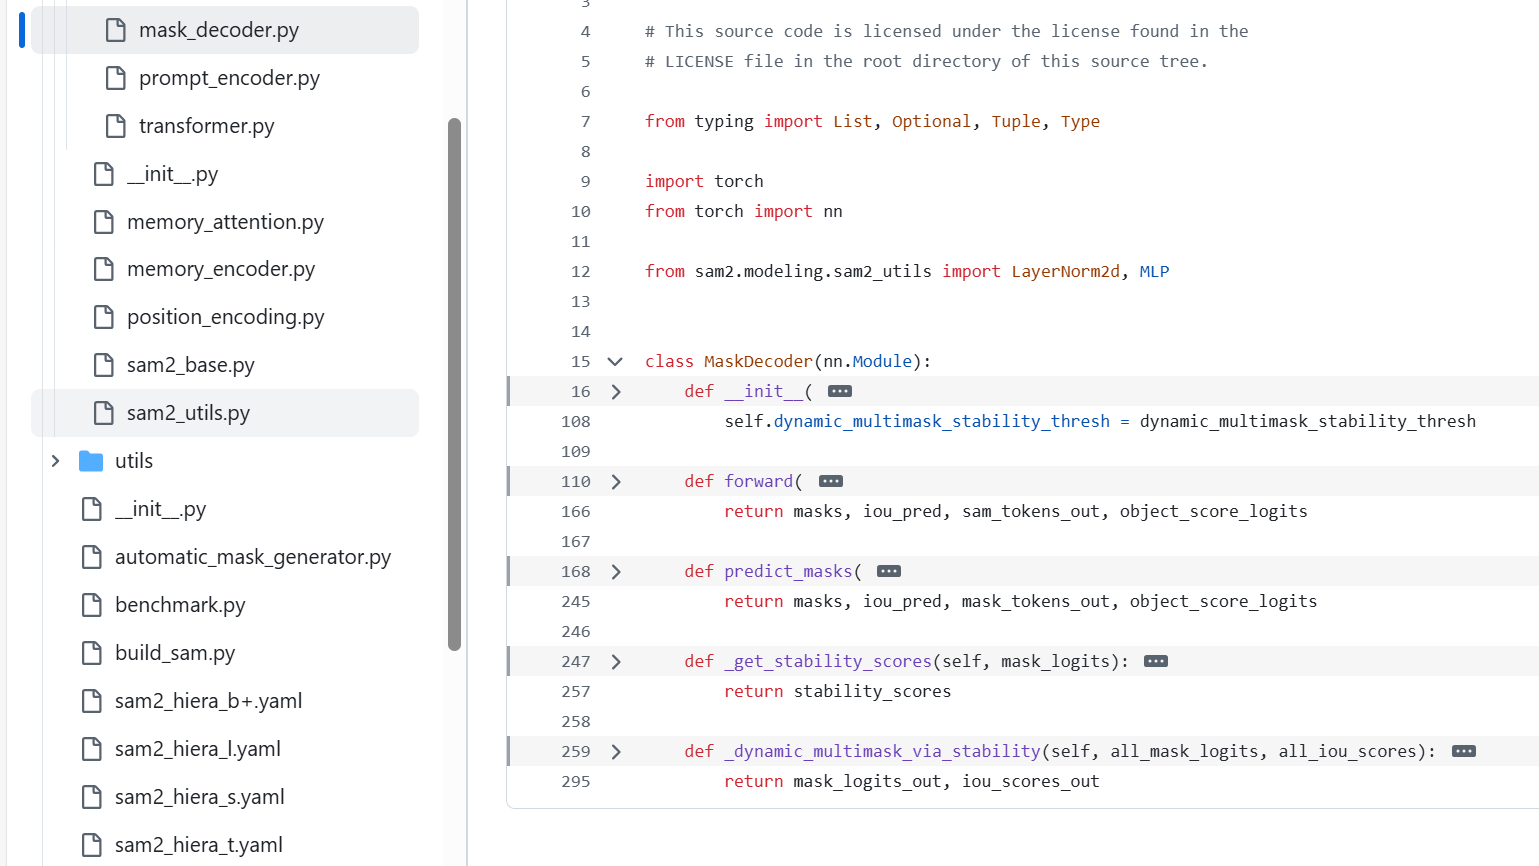 mask_decoder.py
prompt_encoder.py
transformer.py
__init__.py
memory_attention.py
memory_encoder.py
position_encoding.py
sam2_base.py
sam2_utils.py
utils
__init__.py
automatic_mask_generator.py
benchmark.py
build_sam.py
sam2_hiera_b+.yaml
sam2_hiera_l.yaml
sam2_hiera_s.yaml
sam2_hiera_t.yaml
3
4 # This source code is licensed under the license found in the
5 # LICENSE file in the root directory of this source tree.
6
7 from typing import List, Optional, Tuple, Type
8
9 import torch
10 from torch import nn
11
12 from sam2.modeling.sam2_utils import LayerNorm2d, MLP
13
14
15 class MaskDecoder(nn.Module):
16 def __init__( ...
108 self.dynamic_multimask_stability_thresh = dynamic_multimask_stability_thresh
109
110 def forward( ...
166 return masks, iou_pred, sam_tokens_out, object_score_logits
167
168 def predict_masks( ...
245 return masks, iou_pred, mask_tokens_out, object_score_logits
246
247 def _get_stability_scores(self, mask_logits): ...
257 return stability_scores
258
259 def _dynamic_multimask_via_stability(self, all_mask_logits, all_iou_scores): ...
295 return mask_logits_out, iou_scores_out